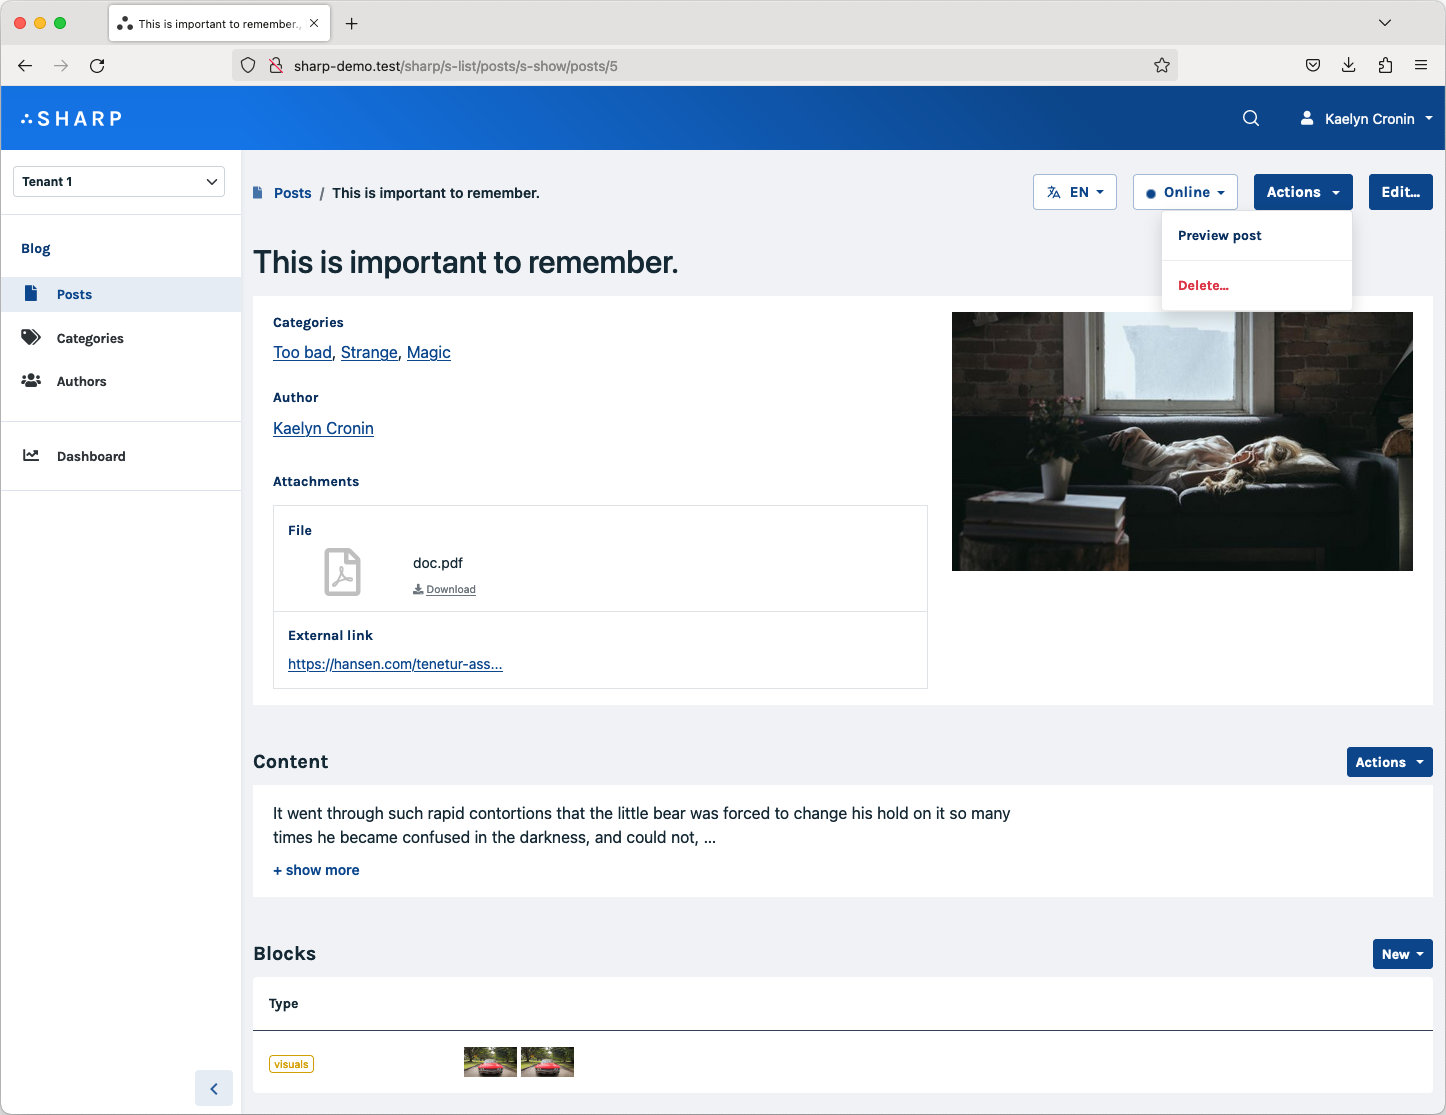 This is important to remember.,
sharp-demo.test/sharp/s-list/posts/s-show/posts/5
SHARP
Kaelyn Cronin
Tenant 1
Posts / This is important to remember.
EN
Online
Actions
Edit...
Preview post
Delete...
Blog
Posts
Categories
Authors
Dashboard
This is important to remember.
Categories
Too bad, Strange, Magic
Author
Kaelyn Cronin
Attachments
File
doc.pdf
Download
External link
https://hansen.com/tenetur-ass...
Content
Actions
It went through such rapid contortions that the little bear was forced to change his hold on it so many
times he became confused in the darkness, and could not, ...
+ show more
Blocks
New
Type
visuals